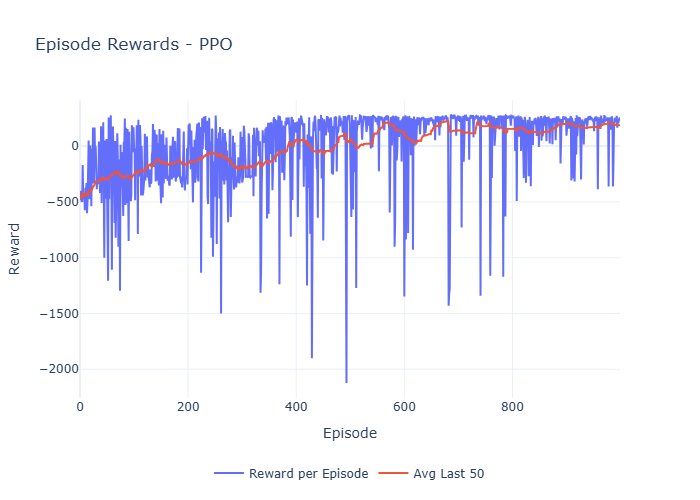 Episode Rewards - PPO
0
−500
−1000
−1500
−2000
Reward
0 200 400 600 800
Episode
Reward per Episode Avg Last 50